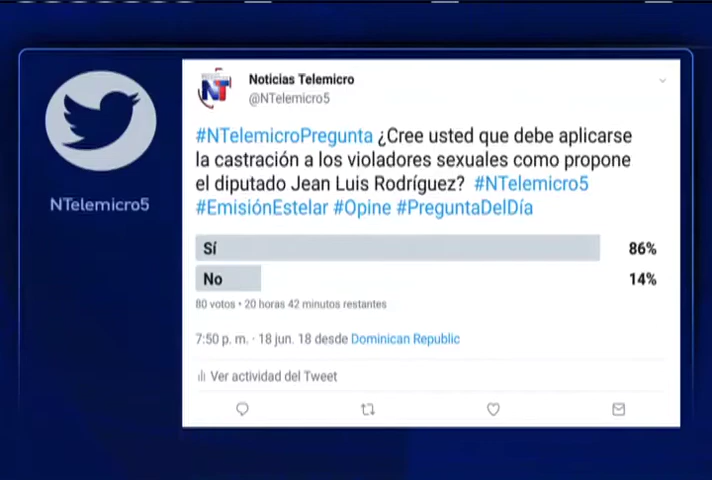 Noticias Telemicro
@NTelemicro5
#NTelemicroPregunta ¿Cree usted que debe aplicarse
la castración a los violadores sexuales como propone
el diputado Jean Luis Rodríguez? #NTelemicro5
#EmisiónEstelar #Opine #PreguntaDelDía
NTelemicro5
Sí 86%
No 14%
80 votos • 20 horas 42 minutos restantes
7:50 p. m. · 18 jun. 18 desde Dominican Republic
Ver actividad del Tweet